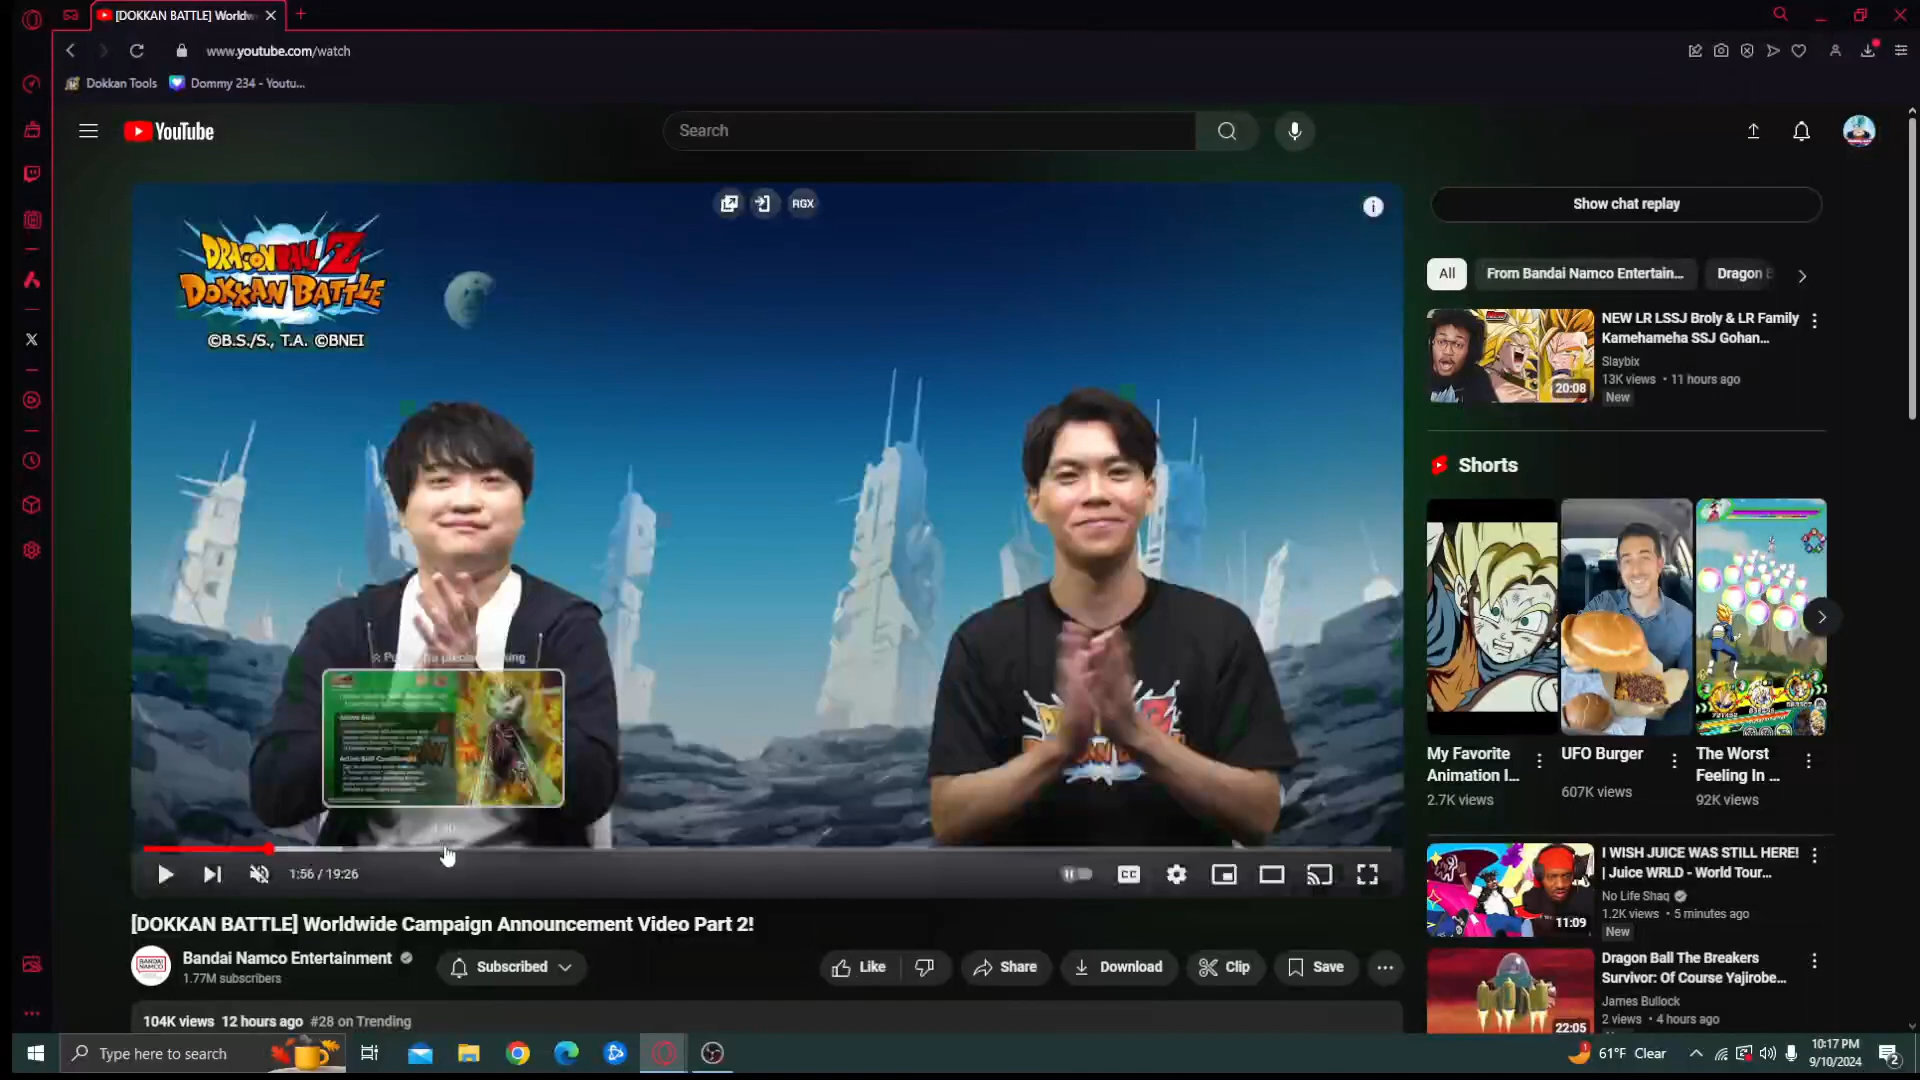 [DOKKAN BATTLE] Worldw
www.youtube.com/watch
Dokkan Tools
Dommy 234 - Youtu...
YouTube
Search
RGX
DRAGON BALL Z
DOKKAN BATTLE
©B.S./S., T.A. ©BNEI
1:56 / 19:26
CC
[DOKKAN BATTLE] Worldwide Campaign Announcement Video Part 2!
Bandai Namco Entertainment
1.77M subscribers
Subscribed
Like
Share
Download
Clip
Save
104K views 12 hours ago #28 on Trending
Show chat replay
All
From Bandai Namco Entertain...
Dragon B
NEW LR LSSJ Broly & LR Family
Kamehameha SSJ Gohan...
Slaybix
13K views • 11 hours ago
New
20:08
Shorts
My Favorite
Animation I...
2.7K views
UFO Burger
607K views
The Worst
Feeling In ...
92K views
I WISH JUICE WAS STILL HERE!
| Juice WRLD - World Tour...
No Life Shaq
1.2K views • 5 minutes ago
New
11:09
Dragon Ball The Breakers
Survivor: Of Course Yajirobe...
James Bullock
2 views • 4 hours ago
22:05
Type here to search
61°F Clear
10:17 PM
9/10/2024
2